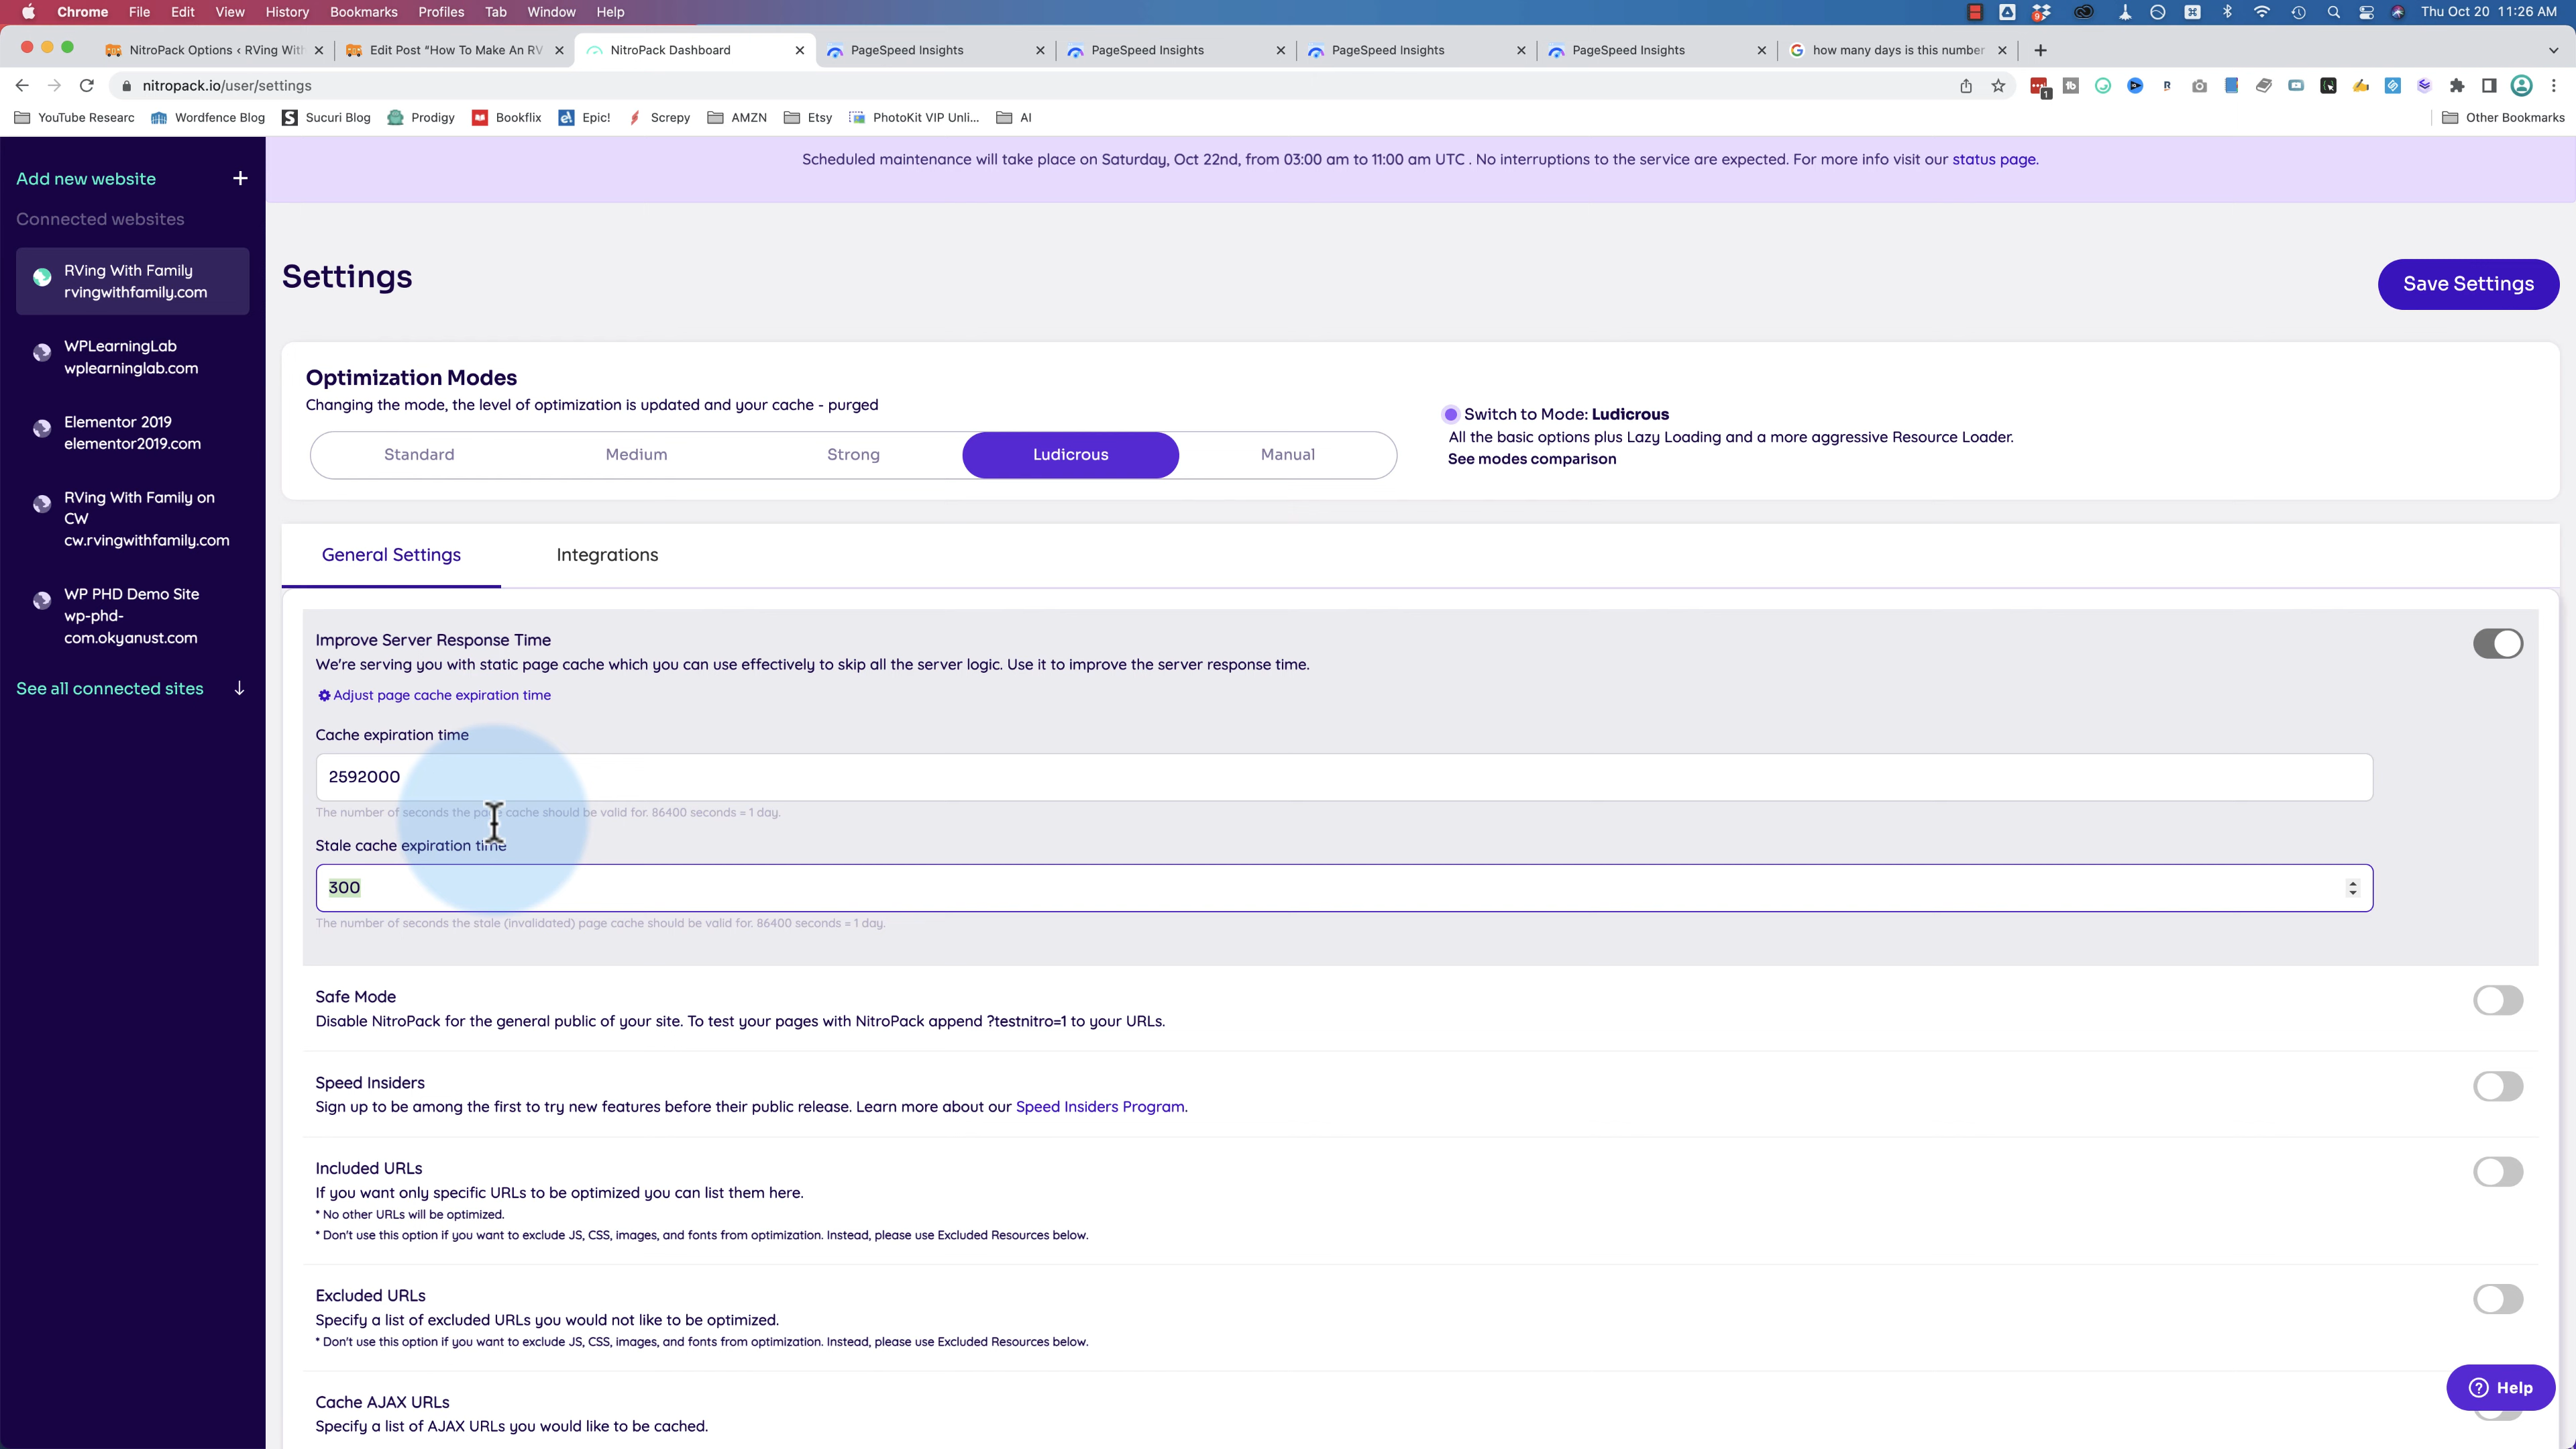 Chrome File Edit View History Bookmarks Profiles Tab Window Help Thu Oct 20 11:26 AM
NitroPack Options ‹ RVing With Edit Post “How To Make An RV NitroPack Dashboard PageSpeed Insights PageSpeed Insights PageSpeed Insights PageSpeed Insights how many days is this number
nitropack.io/user/settings
YouTube Researc Wordfence Blog Sucuri Blog Prodigy Bookflix Epic! Screpy AMZN Etsy PhotoKit VIP Unli... AI Other Bookmarks
Scheduled maintenance will take place on Saturday, Oct 22nd, from 03:00 am to 11:00 am UTC . No interruptions to the service are expected. For more info visit our status page.
Add new website +
Connected websites
RVing With Family
rvingwithfamily.com
WPLearningLab
wplearninglab.com
Elementor 2019
elementor2019.com
RVing With Family on
CW
cw.rvingwithfamily.com
WP PHD Demo Site
wp-phd-
com.okyanust.com
See all connected sites
Settings
Save Settings
Optimization Modes
Changing the mode, the level of optimization is updated and your cache - purged
Standard Medium Strong Ludicrous Manual
Switch to Mode: Ludicrous
All the basic options plus Lazy Loading and a more aggressive Resource Loader.
See modes comparison
General Settings Integrations
Improve Server Response Time
We're serving you with static page cache which you can use effectively to skip all the server logic. Use it to improve the server response time.
Adjust page cache expiration time
Cache expiration time
2592000
The number of seconds the page cache should be valid for. 86400 seconds = 1 day.
Stale cache expiration time
300
The number of seconds the stale (invalidated) page cache should be valid for. 86400 seconds = 1 day.
Safe Mode
Disable NitroPack for the general public of your site. To test your pages with NitroPack append ?testnitro=1 to your URLs.
Speed Insiders
Sign up to be among the first to try new features before their public release. Learn more about our Speed Insiders Program.
Included URLs
If you want only specific URLs to be optimized you can list them here.
* No other URLs will be optimized.
* Don't use this option if you want to exclude JS, CSS, images, and fonts from optimization. Instead, please use Excluded Resources below.
Excluded URLs
Specify a list of excluded URLs you would not like to be optimized.
* Don't use this option if you want to exclude JS, CSS, images, and fonts from optimization. Instead, please use Excluded Resources below.
Cache AJAX URLs
Specify a list of AJAX URLs you would like to be cached.
Help